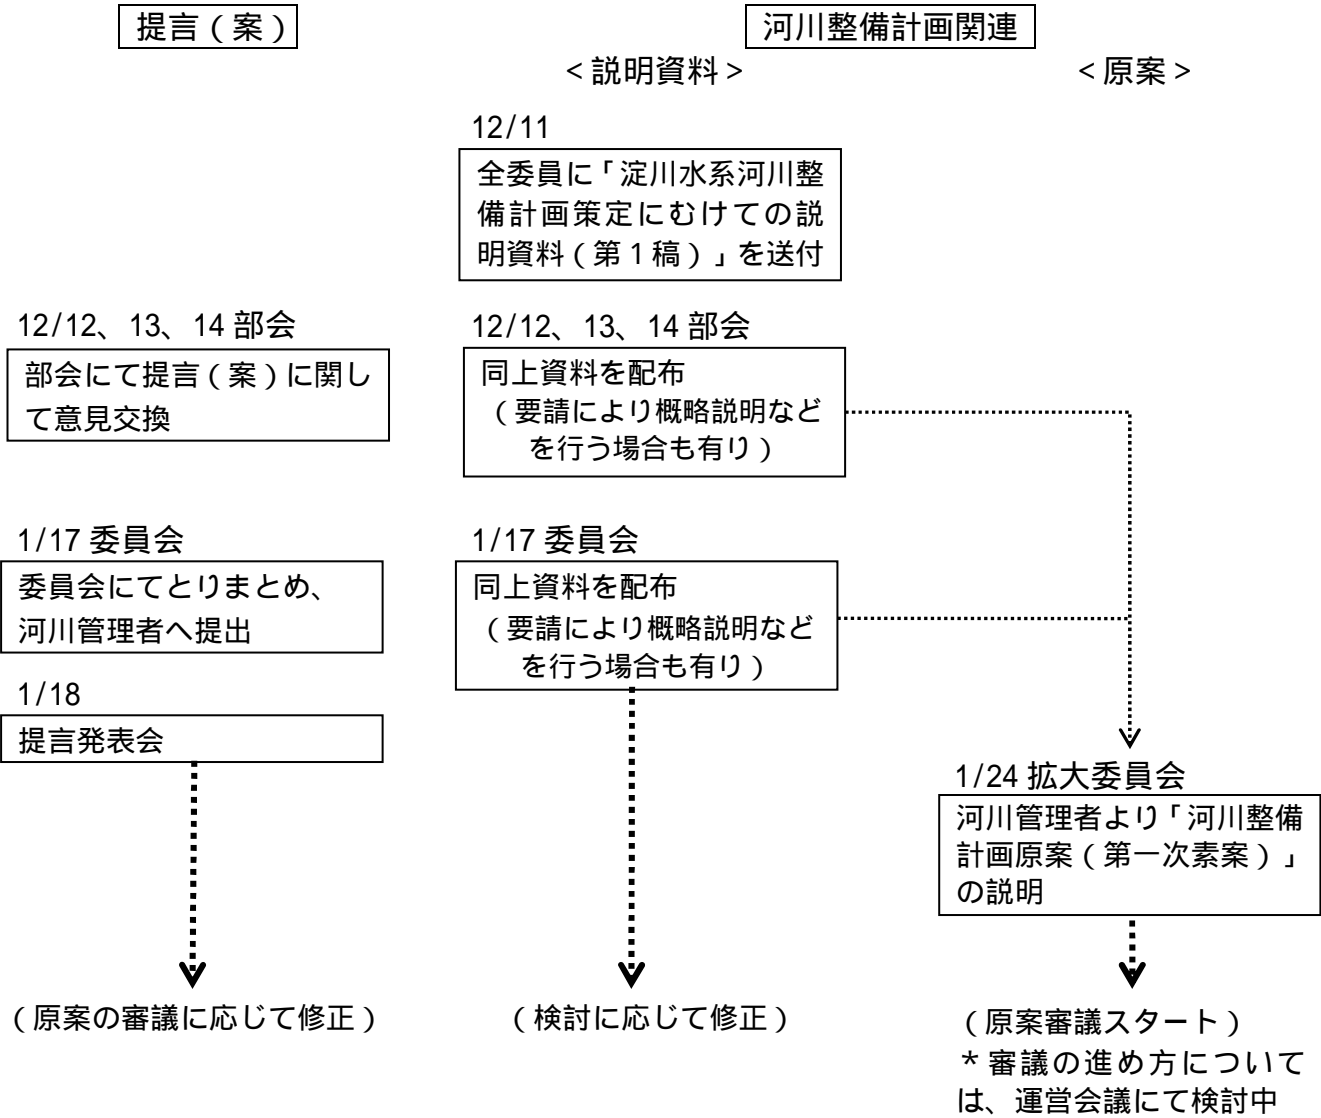 提言（案）
河川整備計画関連
＜説明資料＞
＜原案＞
12/11
全委員に「淀川水系河川整
備計画策定にむけての説
明資料（第１稿）」を送付
12/12、13、14 部会
部会にて提言（案）に関し
て意見交換
12/12、13、14 部会
同上資料を配布
（要請により概略説明など
を行う場合も有り）
1/17 委員会
委員会にてとりまとめ、
河川管理者へ提出
1/17 委員会
同上資料を配布
（要請により概略説明など
を行う場合も有り）
1/18
提言発表会
1/24 拡大委員会
河川管理者より「河川整備
計画原案（第一次素案）」
の説明
（原案の審議に応じて修正）
（検討に応じて修正）
（原案審議スタート）
＊審議の進め方について
は、運営会議にて検討中